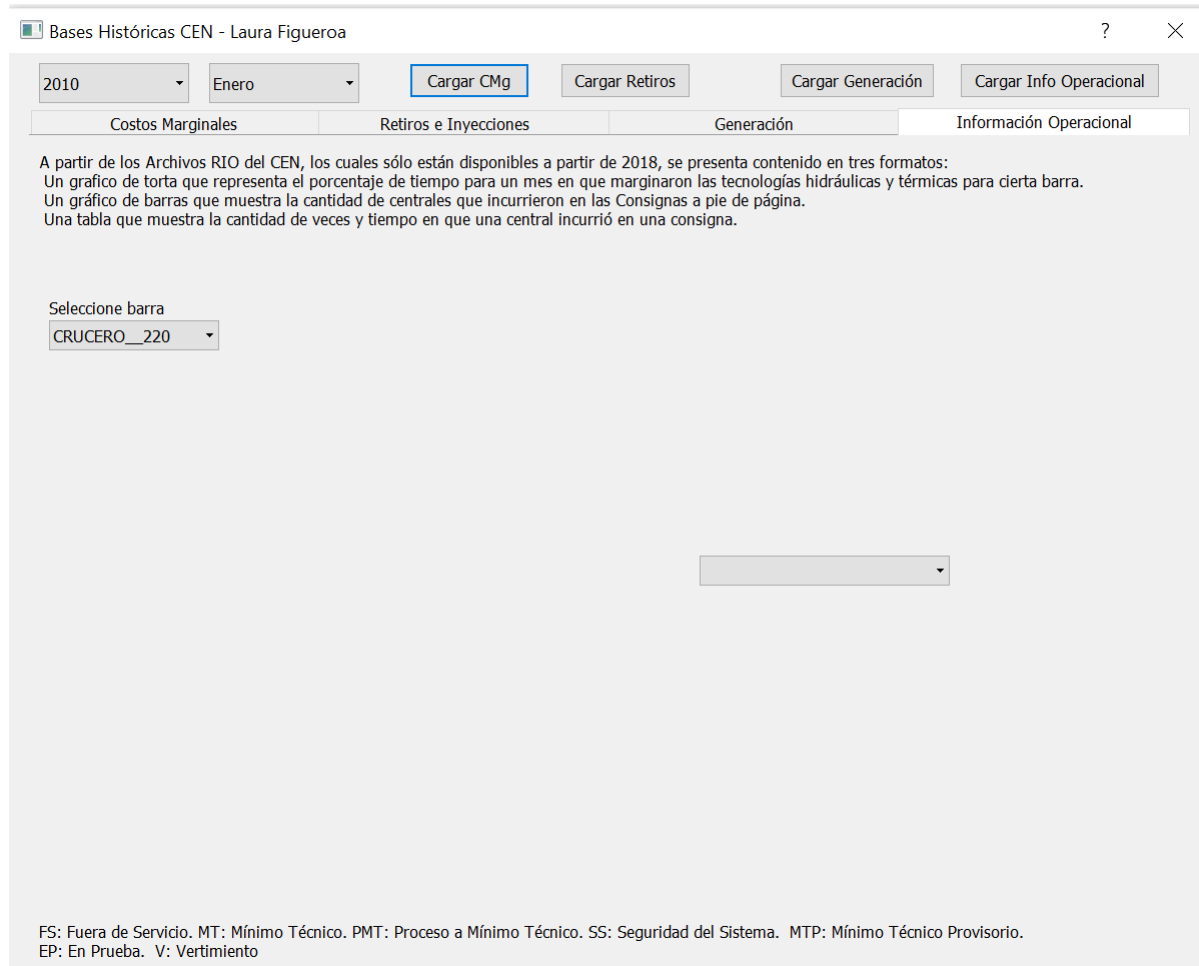 Bases Históricas CEN - Laura Figueroa ?
2010 Enero Cargar CMg Cargar Retiros Cargar Generación Cargar Info Operacional
Costos Marginales Retiros e Inyecciones Generación Información Operacional
A partir de los Archivos RIO del CEN, los cuales sólo están disponibles a partir de 2018, se presenta contenido en tres formatos:
Un grafico de torta que representa el porcentaje de tiempo para un mes en que marginaron las tecnologías hidráulicas y térmicas para cierta barra.
Un gráfico de barras que muestra la cantidad de centrales que incurrieron en las Consignas a pie de página.
Una tabla que muestra la cantidad de veces y tiempo en que una central incurrió en una consigna.
Seleccione barra
CRUCERO__220
FS: Fuera de Servicio. MT: Mínimo Técnico. PMT: Proceso a Mínimo Técnico. SS: Seguridad del Sistema. MTP: Mínimo Técnico Provisorio.
EP: En Prueba. V: Vertimiento